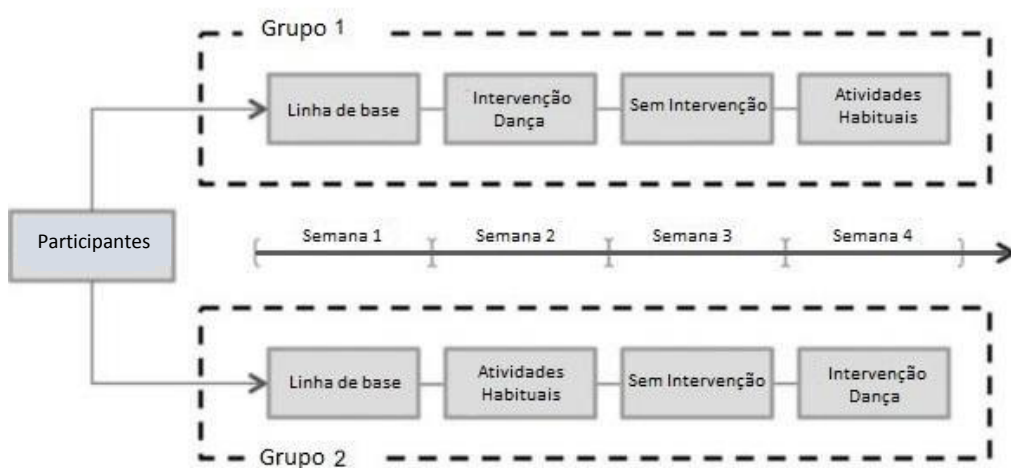 Grupo 1
Linha de base
Intervenção
Dança
Sem Intervenção
Atividades
Habituais
Participantes
Semana 1
Semana 2
Semana 3
Semana 4
Linha de base
Atividades
Habituais
Sem Intervenção
Intervenção
Dança
Grupo 2